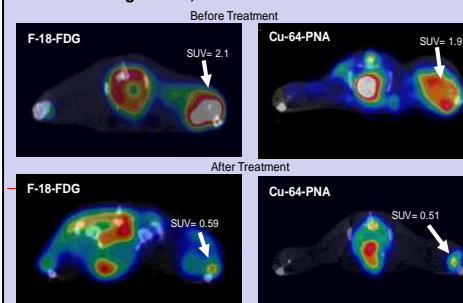 Before Treatment
F-18-FDG
SUV= 2.1
Cu-64-PNA
SUV= 1.9
After Treatment
F-18-FDG
SUV= 0.59
Cu-64-PNA
SUV= 0.51